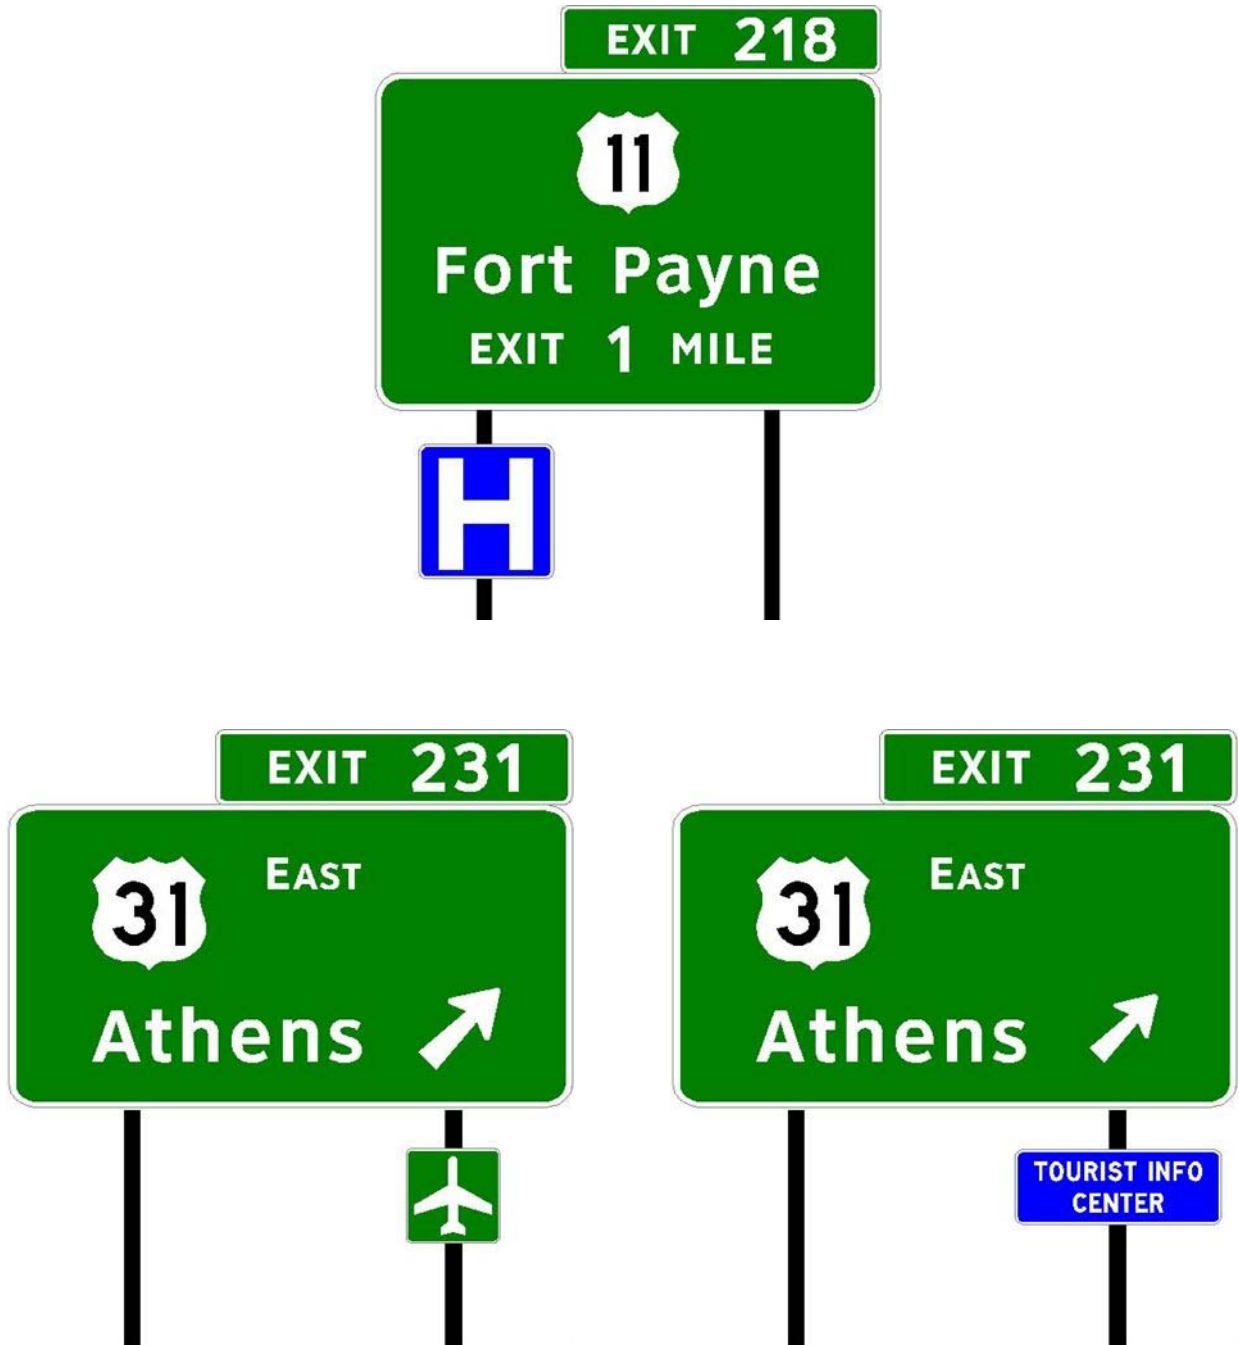 EXIT 218
11
Fort Payne
EXIT 1 MILE
H
EXIT 231
31 EAST
Athens
EXIT 231
31 EAST
Athens
TOURIST INFO
CENTER